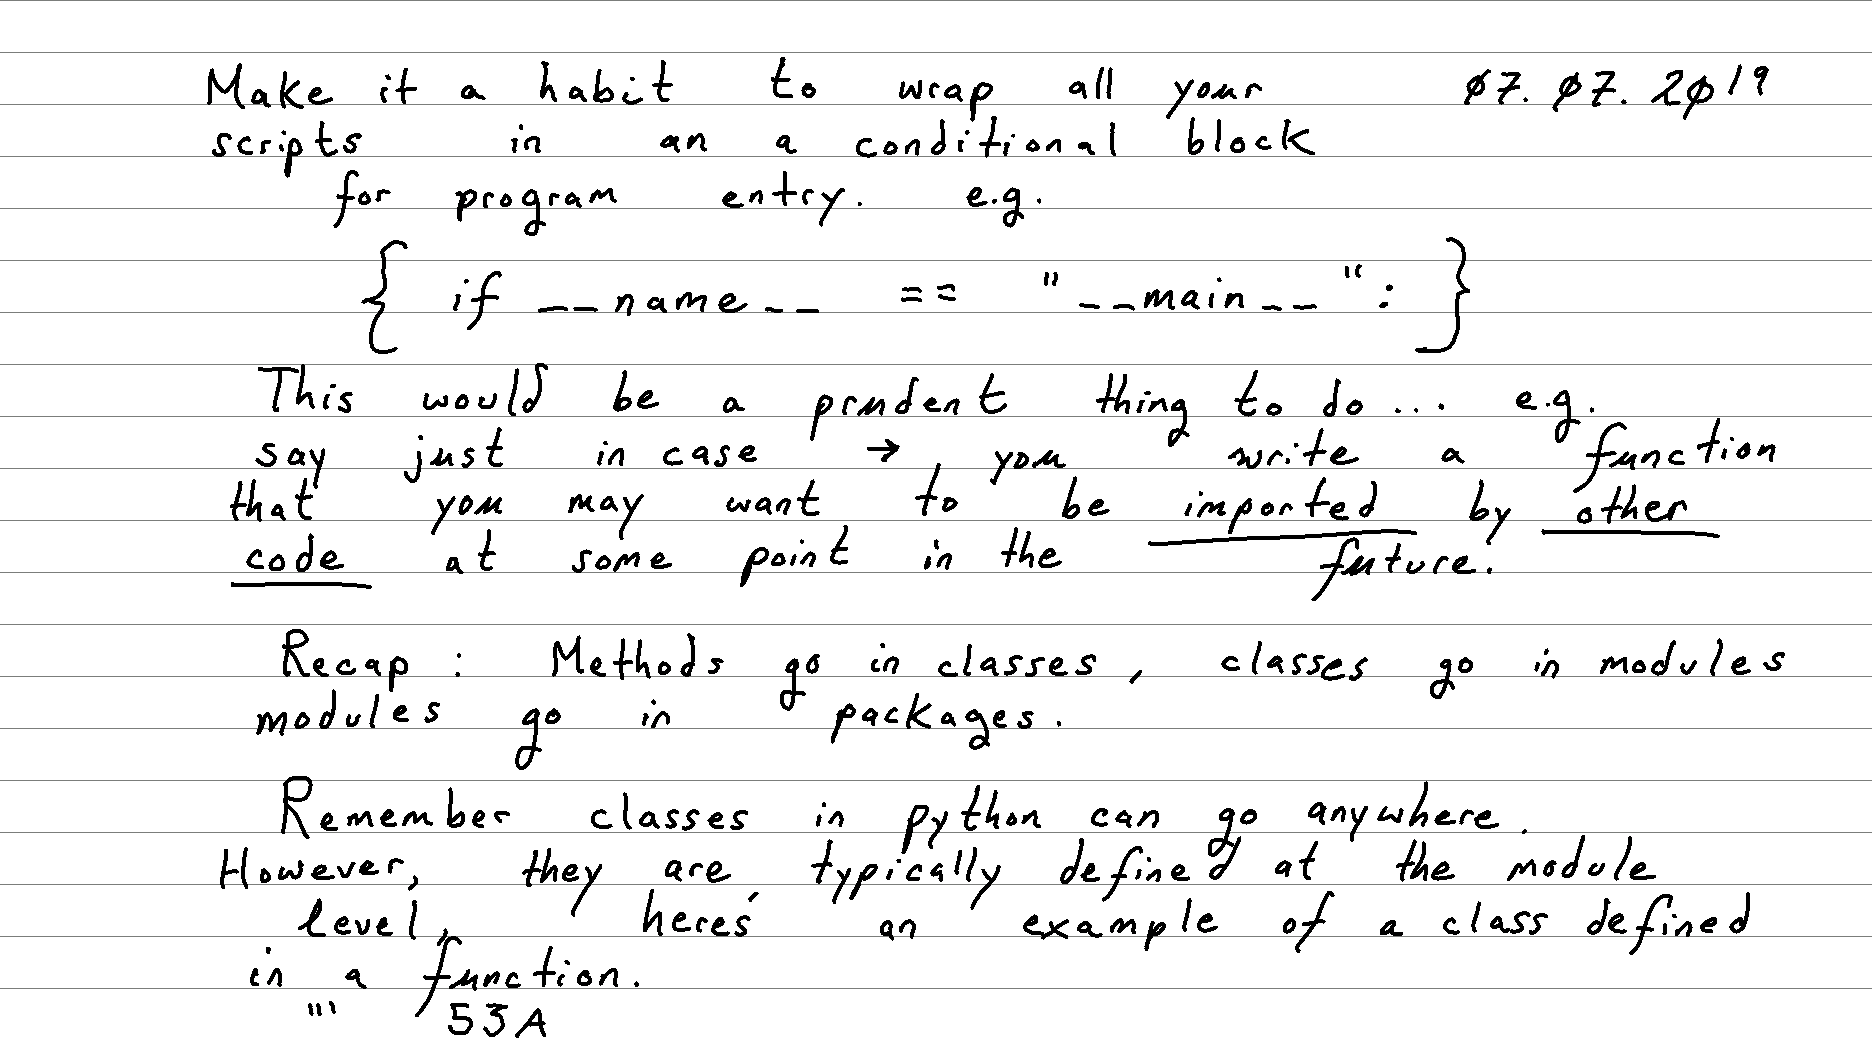 Make it a habit to wrap all your 07.07.2019
scripts in an a conditional block
for program entry. e.g.
{ if __name__ == "__main__": }
This would be a prudent thing to do... e.g.
say just in case →, you write a function
that you may want to be imported by other
code at some point in the future.
Recap : Methods go in classes, classes go in modules
modules go in packages.
Remember classes in python can go anywhere.
However, they are typically defined at the module
level, here's an example of a class defined
in a function.
''' 53A